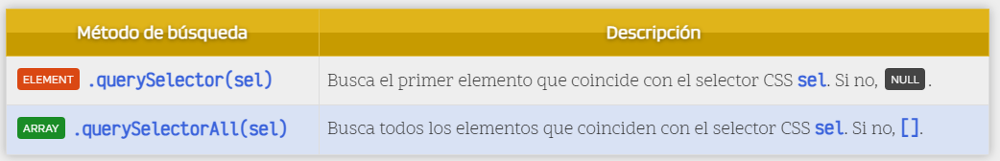 Método de búsqueda Descripción
ELEMENT .querySelector(sel) Busca el primer elemento que coincide con el selector CSS sel. Si no, NULL.
ARRAY .querySelectorAll(sel) Busca todos los elementos que coinciden con el selector CSS sel. Si no, [].